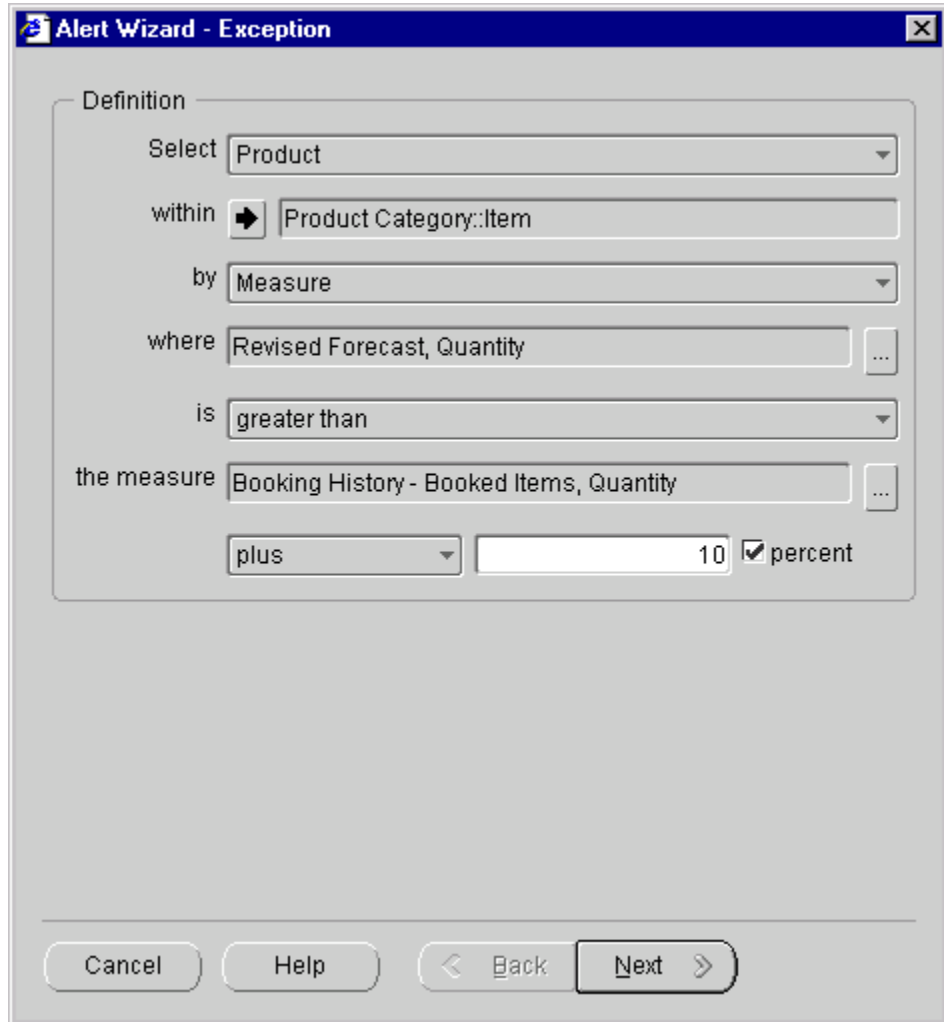 Alert Wizard - Exception
Definition
Select Product
within Product Category::Item
by Measure
where Revised Forecast, Quantity ...
is greater than
the measure Booking History - Booked Items, Quantity ...
plus 10 percent
Cancel Help Back Next